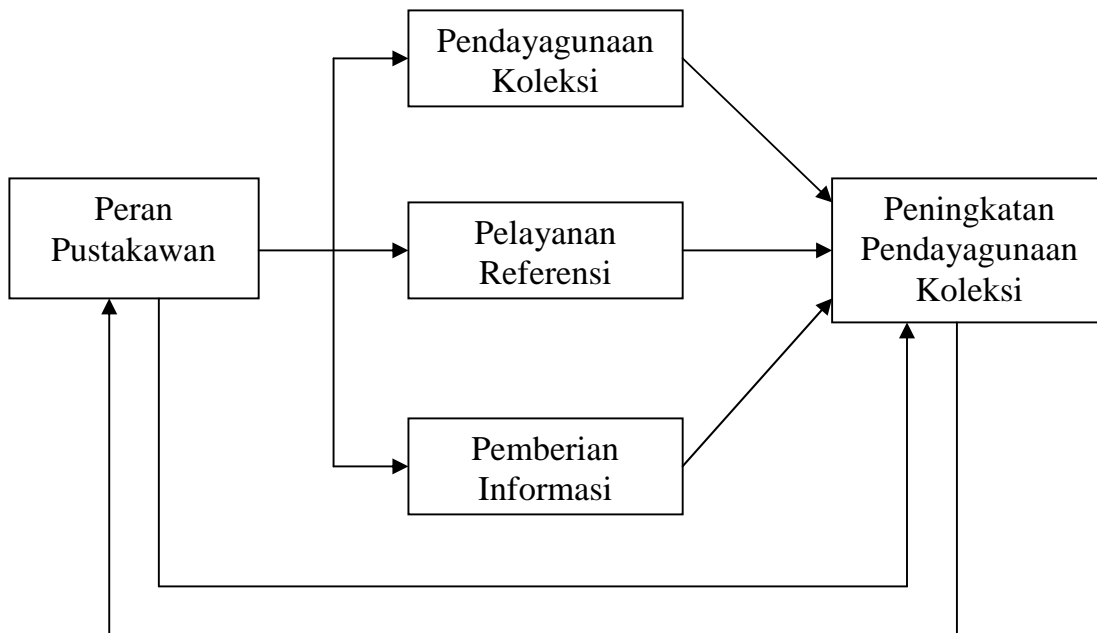 Pendayagunaan
Koleksi
Peran
Pustakawan
Pelayanan
Referensi
Peningkatan
Pendayagunaan
Koleksi
Pemberian
Informasi